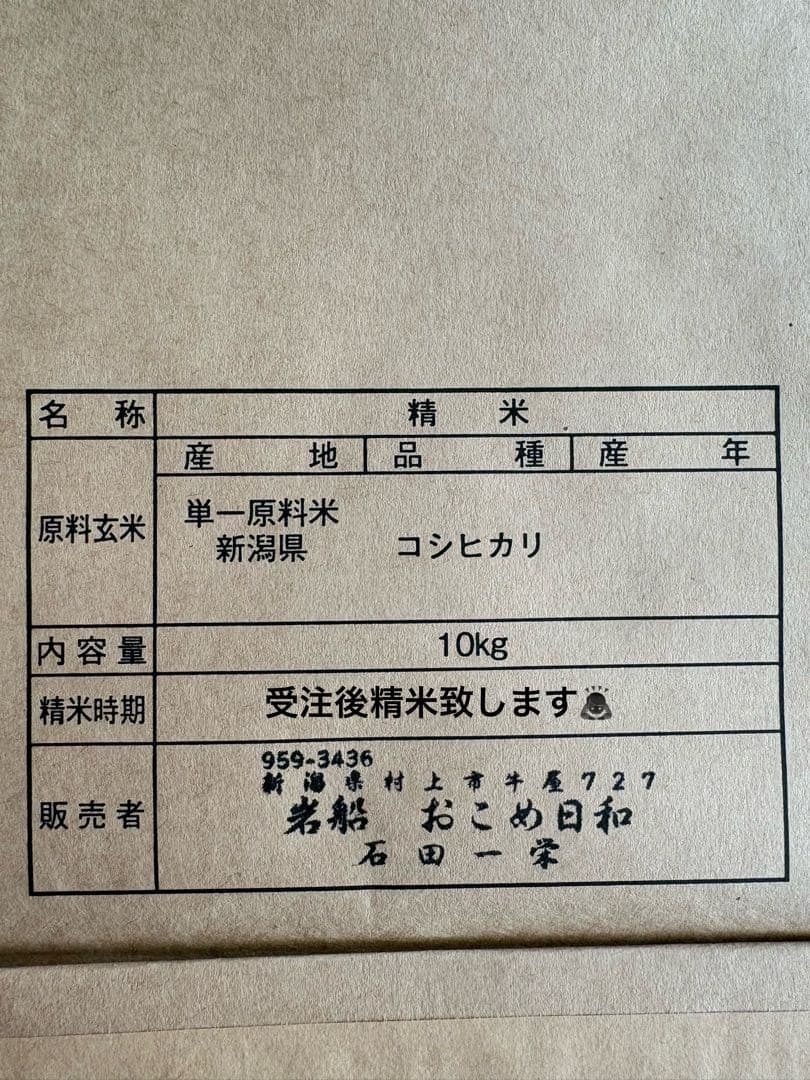 名称 精米
産地 品種 産年
原料玄米
単一原料米
新潟県 コシヒカリ
内容量 10kg
精米時期 受注後精米致します🙇
販売者
959-3436
新潟県村上市牛屋727
岩船 おこめ日和
石田一栄